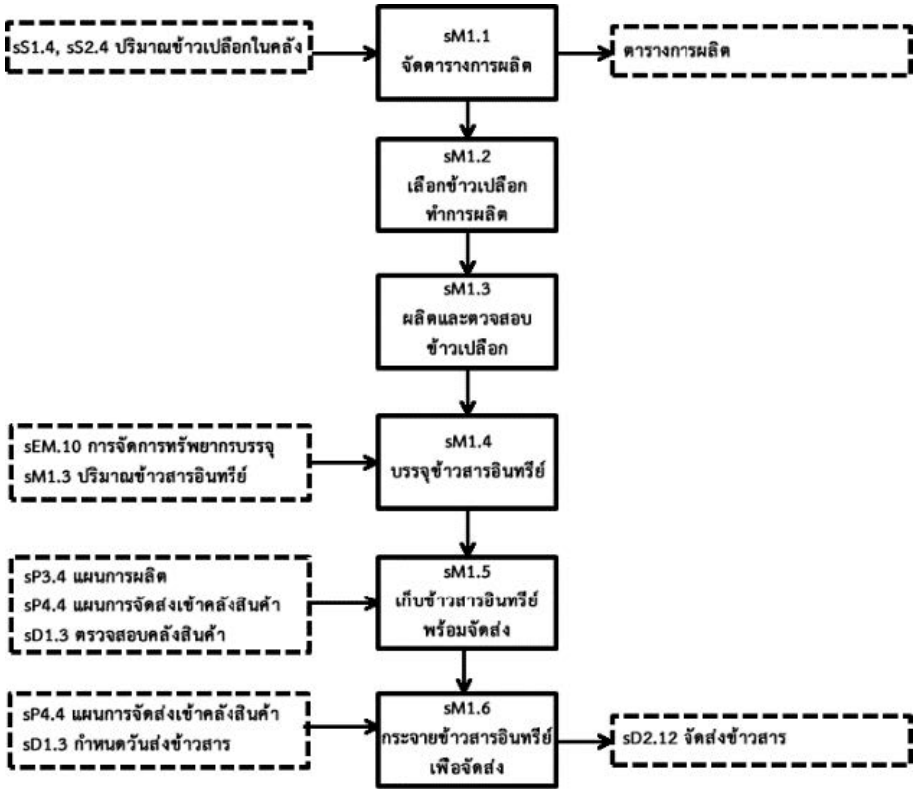 sS1.4, sS2.4 ปริมาณข้าวเปลือกในคลัง
sM1.1
จัดตารางการผลิต
ตารางการผลิต
sM1.2
เลือกข้าวเปลือก
ทำการผลิต
sM1.3
ผลิตและตวจสอบ
ข้าวเปลือก
sEM.10 การจัดการทรัพยากรบรรจุ
sM1.3 ปริมาณข้าวสารอินทรีย์
sM1.4
บรรจุข้าวสารอินทรีย์
sP3.4 แผนการผลิต
sP4.4 แผนการจัดส่งเข้าคลังสินค้า
sD1.3 ตรวจสอบคลังสินค้า
sM1.5
เก็บข้าวสารอินทรีย์
พร้อมจัดส่ง
sP4.4 แผนการจัดส่งเข้าคลังสินค้า
sD1.3 กำหนดวันส่งข้าวสาร
sM1.6
กระจายข้าวสารอินทรีย์
เพื่อจัดส่ง
sD2.12 จัดส่งข้าวสาร